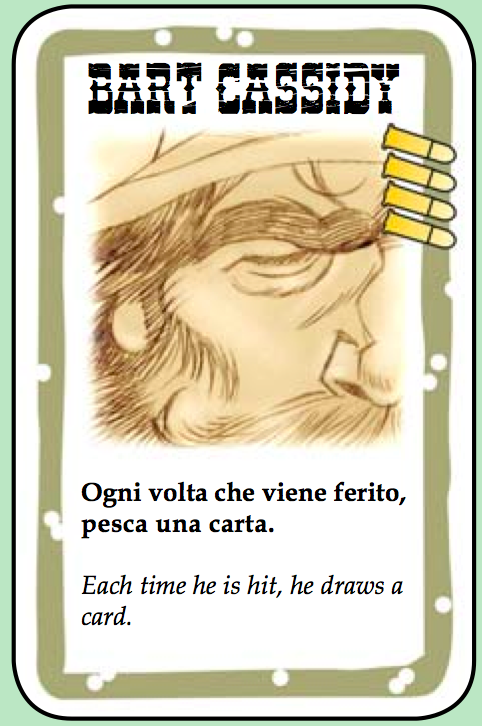 BART CASSIDY
Ogni volta che viene ferito,
pesca una carta.
Each time he is hit, he draws a
card.